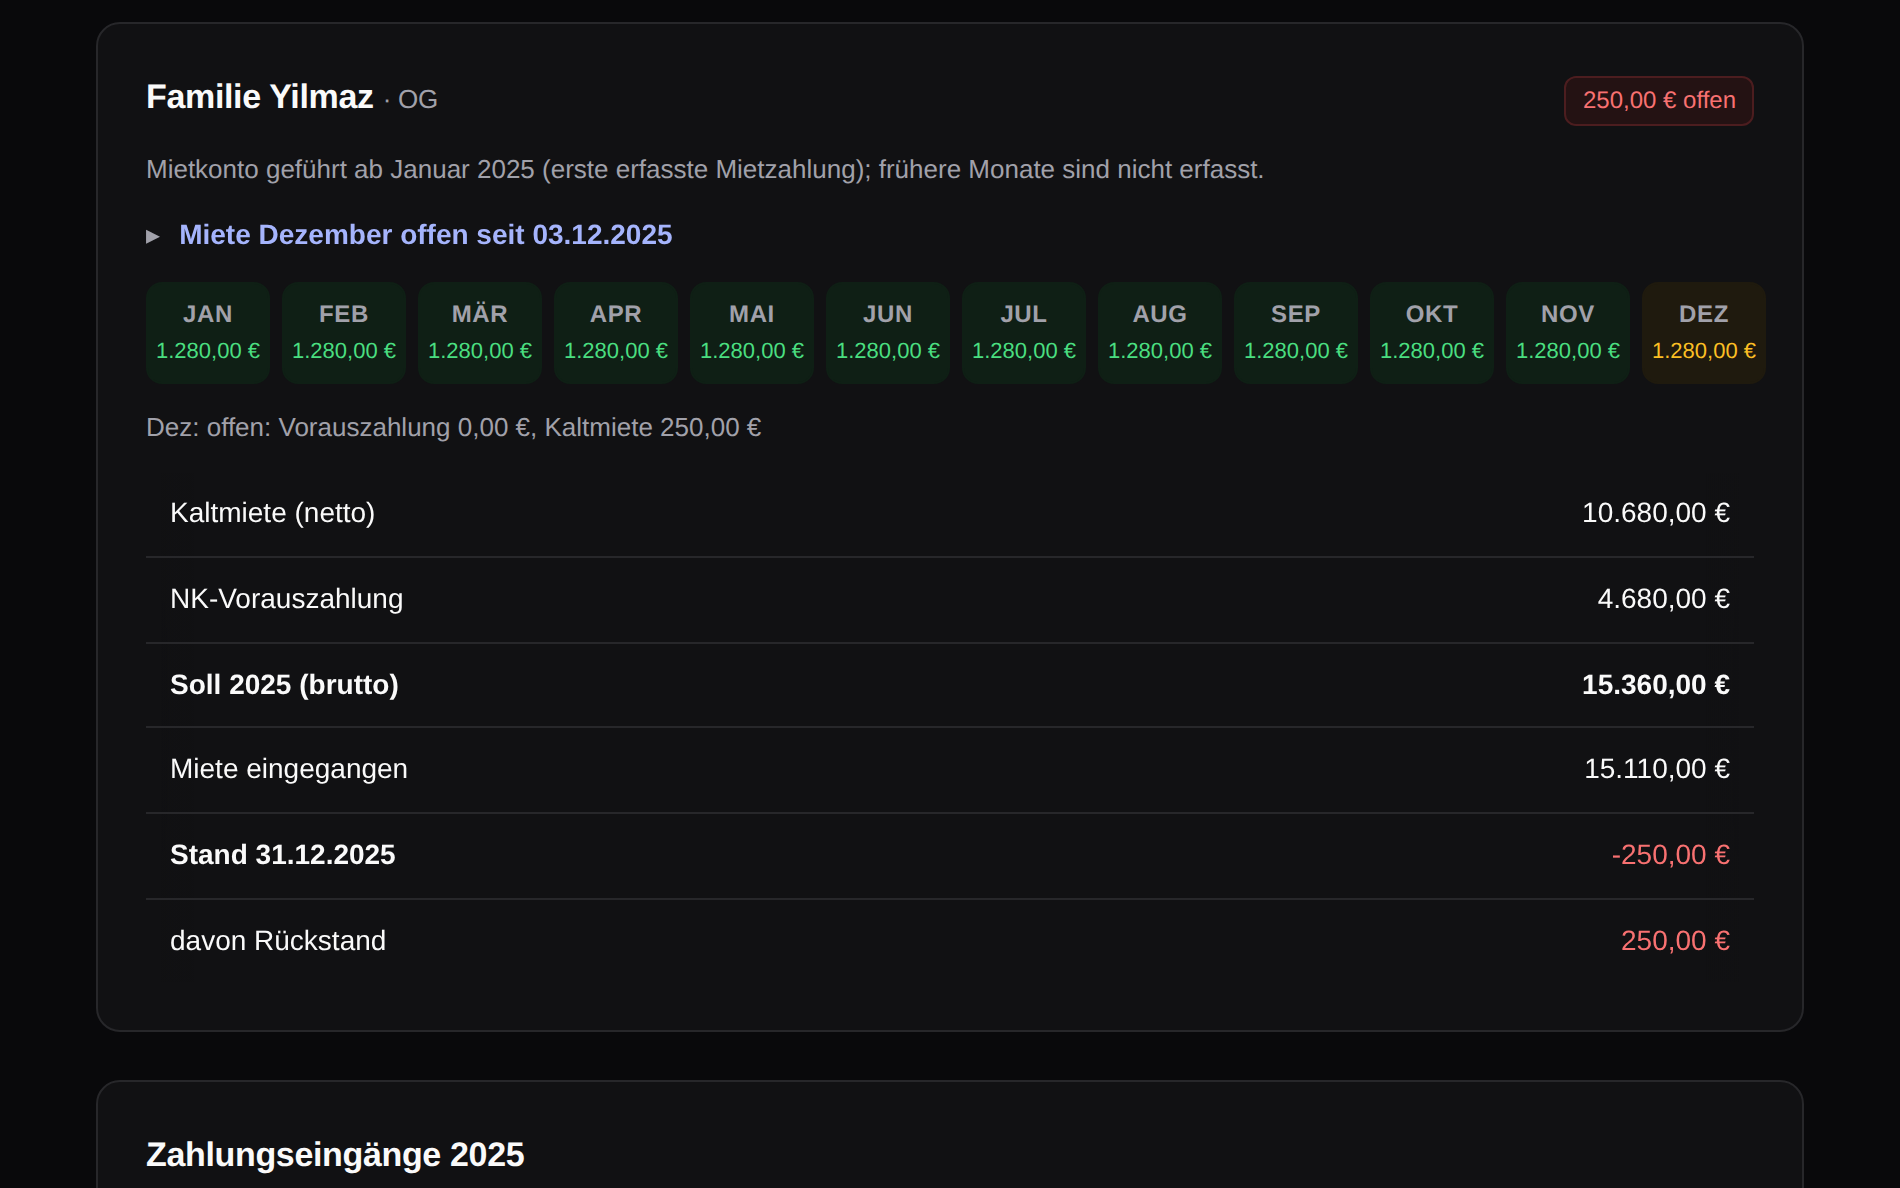 Familie Yilmaz · OG
250,00 € offen
Mietkonto geführt ab Januar 2025 (erste erfasste Mietzahlung); frühere Monate sind nicht erfasst.
▶ Miete Dezember offen seit 03.12.2025
JAN FEB MÄR APR MAI JUN JUL AUG SEP OKT NOV DEZ
1.280,00 € 1.280,00 € 1.280,00 € 1.280,00 € 1.280,00 € 1.280,00 € 1.280,00 € 1.280,00 € 1.280,00 € 1.280,00 € 1.280,00 € 1.280,00 €
Dez: offen: Vorauszahlung 0,00 €, Kaltmiete 250,00 €
Kaltmiete (netto) 10.680,00 €
NK-Vorauszahlung 4.680,00 €
Soll 2025 (brutto) 15.360,00 €
Miete eingegangen 15.110,00 €
Stand 31.12.2025 -250,00 €
davon Rückstand 250,00 €
Zahlungseingänge 2025